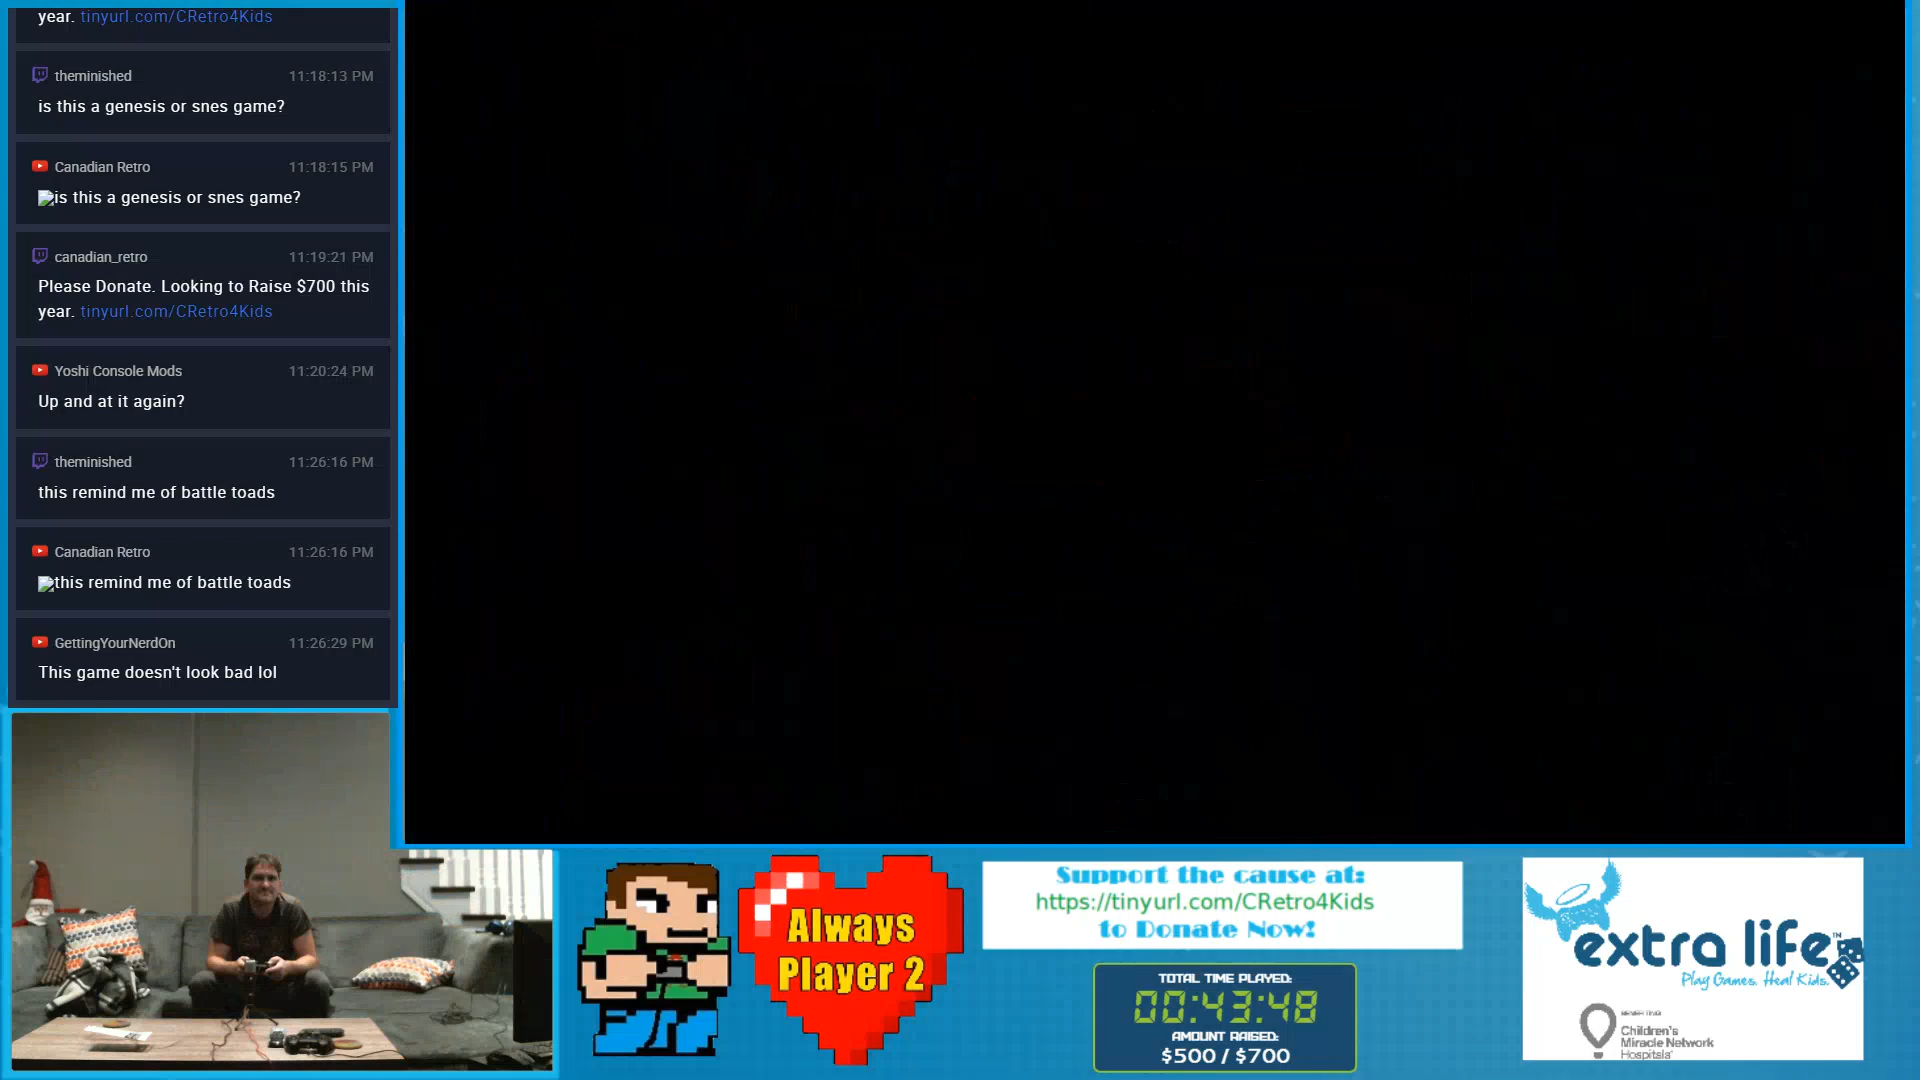 year. tinyurl.com/CRetro4Kids
theminished 11:18:13 PM
is this a genesis or snes game?
Canadian Retro 11:18:15 PM
is this a genesis or snes game?
canadian_retro 11:19:21 PM
Please Donate. Looking to Raise $700 this
year. tinyurl.com/CRetro4Kids
Yoshi Console Mods 11:20:24 PM
Up and at it again?
theminished 11:26:16 PM
this remind me of battle toads
Canadian Retro 11:26:16 PM
this remind me of battle toads
GettingYourNerdOn 11:26:29 PM
This game doesn't look bad lol
Always
Player 2
Support the cause at:
https://tinyurl.com/CRetro4Kids
to Donate Now!
TOTAL TIME PLAYED:
00:43:48
AMOUNT RAISED:
$500 / $700
extra life™
Play Games. Heal Kids.
Children's
Miracle Network
Hospitals